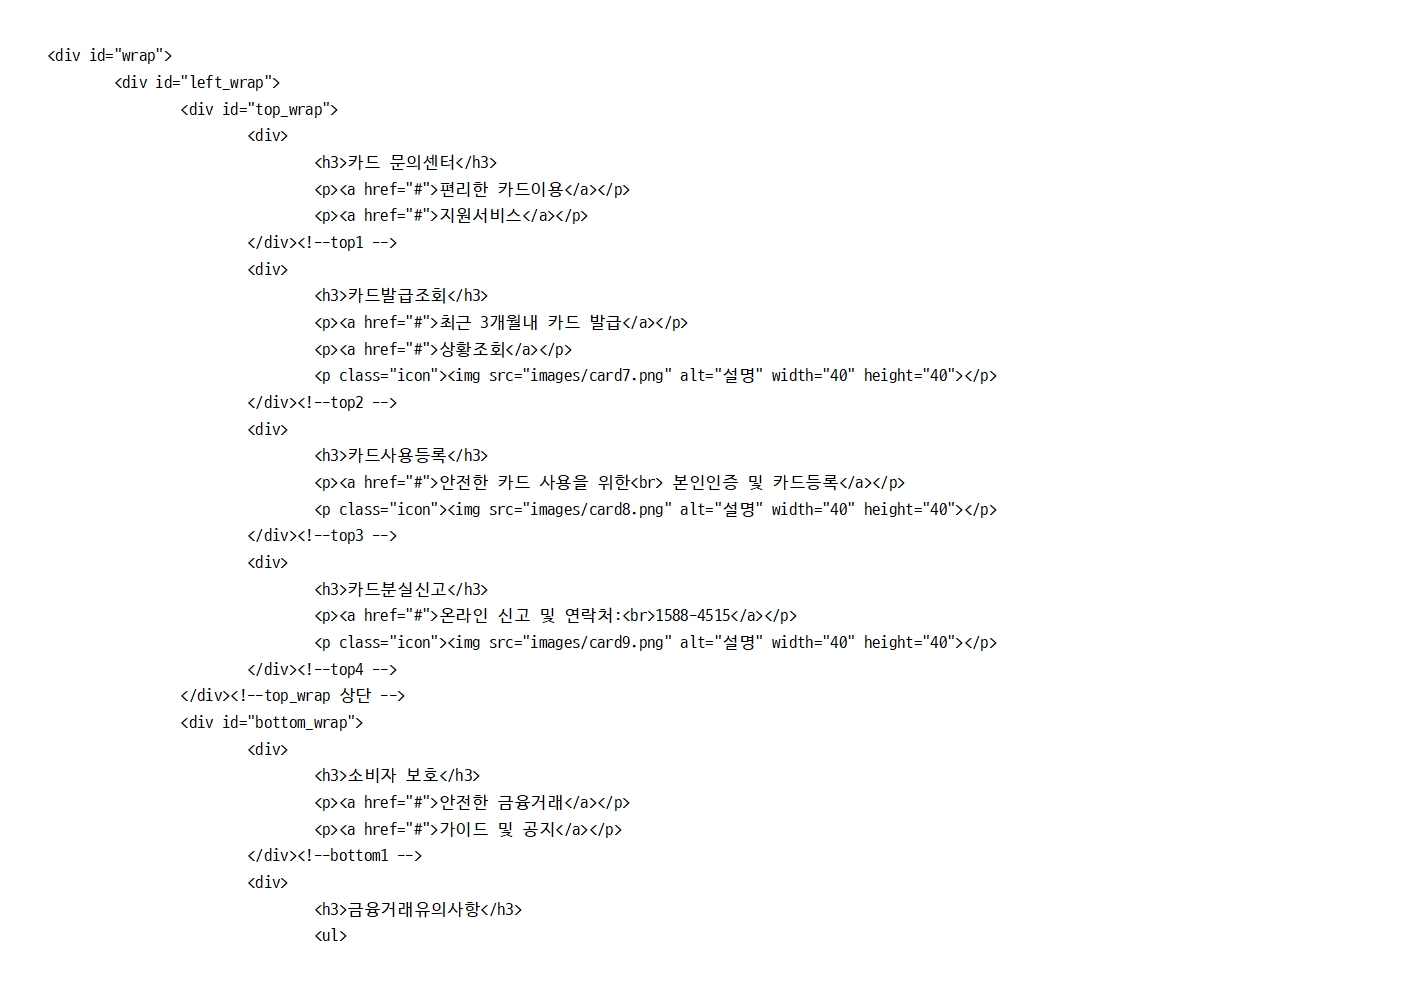 <div id="wrap">
<div id="left_wrap">
<div id="top_wrap">
<div>
<h3>카드 문의센터</h3>
<p><a href="#">편리한 카드이용</a></p>
<p><a href="#">지원서비스</a></p>
</div><!--top1 -->
<div>
<h3>카드발급조회</h3>
<p><a href="#">최근 3개월내 카드 발급</a></p>
<p><a href="#">상황조회</a></p>
<p class="icon"><img src="images/card7.png" alt="설명" width="40" height="40"></p>
</div><!--top2 -->
<div>
<h3>카드사용등록</h3>
<p><a href="#">안전한 카드 사용을 위한<br> 본인인증 및 카드등록</a></p>
<p class="icon"><img src="images/card8.png" alt="설명" width="40" height="40"></p>
</div><!--top3 -->
<div>
<h3>카드분실신고</h3>
<p><a href="#">온라인 신고 및 연락처:<br>1588-4515</a></p>
<p class="icon"><img src="images/card9.png" alt="설명" width="40" height="40"></p>
</div><!--top4 -->
</div><!--top_wrap 상단 -->
<div id="bottom_wrap">
<div>
<h3>소비자 보호</h3>
<p><a href="#">안전한 금융거래</a></p>
<p><a href="#">가이드 및 공지</a></p>
</div><!--bottom1 -->
<div>
<h3>금융거래유의사항</h3>
<ul>